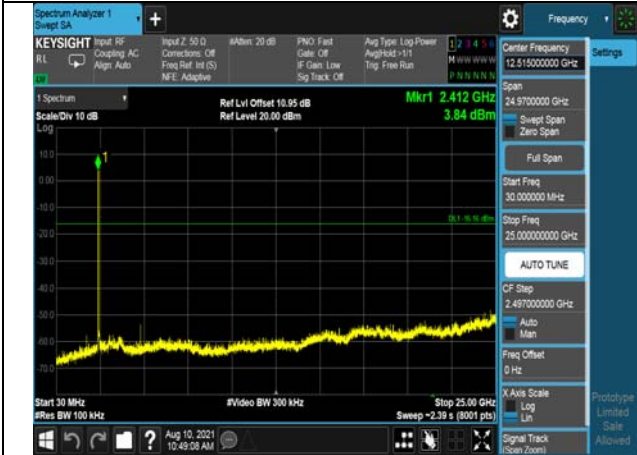 Spectrum Analyzer 1
Swept SA
Frequency
KEYSIGHT
Input: RF
Coupling: AC
Align: Auto
RL
Input Z: 50 Ω
Corrections: Off
Freq Ref: Int (S)
NFE: Adaptive
#Atten: 20 dB
PNO: Fast
Gate: Off
IF Gain: Low
Sig Track: Off
Avg Type: Log-Power
Avg|Hold:>1/1
Trig: Free Run
1 2 3 4 5 6
M W W W W W
P N N N N N
Center Frequency
12.515000000 GHz
Settings
1 Spectrum
Scale/Div 10 dB
Log
Ref Lvl Offset 10.95 dB
Ref Level 20.00 dBm
Mkr1 2.412 GHz
3.84 dBm
Span
24.9700000 GHz
Swept Span
Zero Span
Full Span
Start Freq
30.000000 MHz
Stop Freq
25.000000000 GHz
AUTO TUNE
CF Step
2.497000000 GHz
Auto
Man
Freq Offset
0 Hz
X Axis Scale
Log
Lin
Signal Track
(Span Zoom)
1
10.0
0.00
-20.0
-30.0
-40.0
-50.0
-60.0
-70.0
Start 30 MHz
#Res BW 100 kHz
#Video BW 300 kHz
Stop 25.00 GHz
Sweep ~2.39 s (8001 pts)
Aug 10, 2021
10:49:08 AM
Prototype
Limited
Sale
Allowed